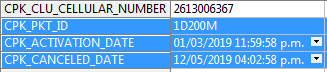 CPK_CLU_CELLULAR_NUMBER 2613006367
CPK_PKT_ID 1D200M
CPK_ACTIVATION_DATE 01/03/2019 11:59:58 p.m.
CPK_CANCELED_DATE 12/05/2019 04:02:58 p.m.